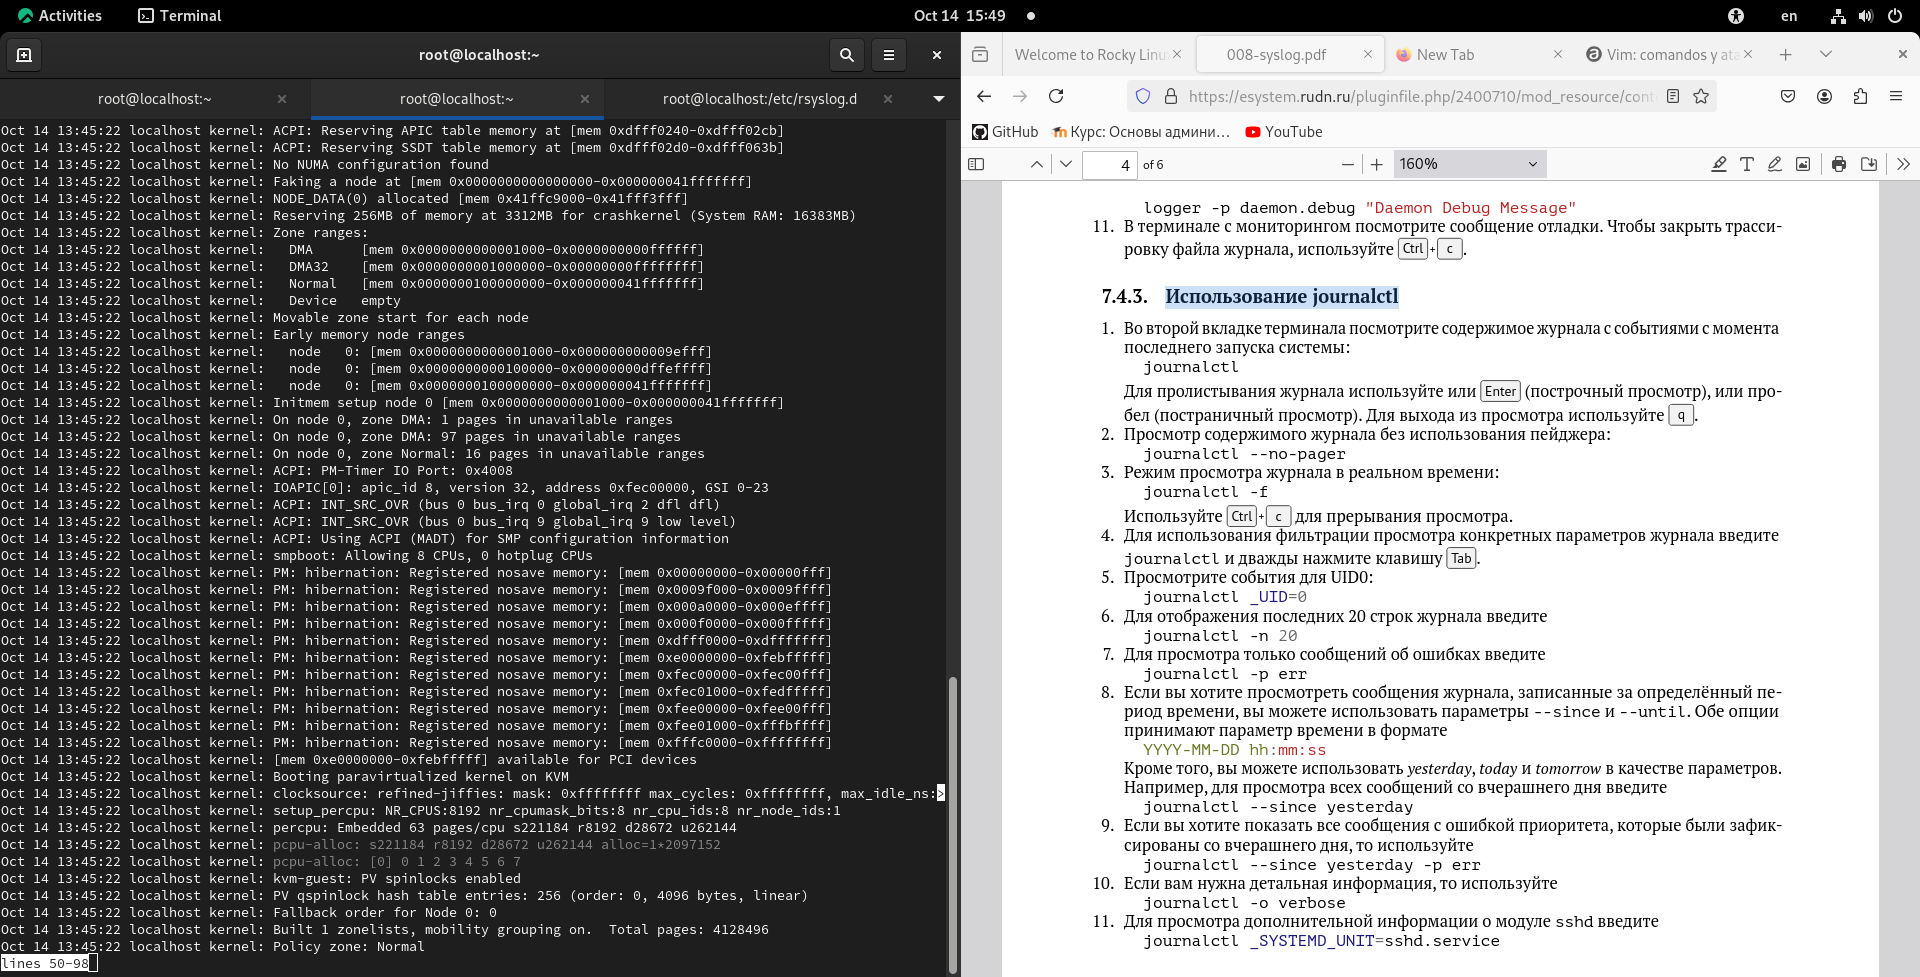 Activities
Terminal
Oct 14 15:49
en
root@localhost:~
root@localhost:~
root@localhost:~
root@localhost:/etc/rsyslog.d
Oct 14 13:45:22 localhost kernel: ACPI: Reserving APIC table memory at [mem 0xdfff0240-0xdfff02cb]
Oct 14 13:45:22 localhost kernel: ACPI: Reserving SSDT table memory at [mem 0xdfff02d0-0xdfff063b]
Oct 14 13:45:22 localhost kernel: No NUMA configuration found
Oct 14 13:45:22 localhost kernel: Faking a node at [mem 0x0000000000000000-0x000000041fffffff]
Oct 14 13:45:22 localhost kernel: NODE_DATA(0) allocated [mem 0x41ffc9000-0x41fff3fff]
Oct 14 13:45:22 localhost kernel: Reserving 256MB of memory at 3312MB for crashkernel (System RAM: 16383MB)
Oct 14 13:45:22 localhost kernel: Zone ranges:
Oct 14 13:45:22 localhost kernel:   DMA      [mem 0x0000000000001000-0x0000000000ffffff]
Oct 14 13:45:22 localhost kernel:   DMA32    [mem 0x0000000001000000-0x00000000ffffffff]
Oct 14 13:45:22 localhost kernel:   Normal   [mem 0x0000000100000000-0x000000041fffffff]
Oct 14 13:45:22 localhost kernel:   Device   empty
Oct 14 13:45:22 localhost kernel: Movable zone start for each node
Oct 14 13:45:22 localhost kernel: Early memory node ranges
Oct 14 13:45:22 localhost kernel:   node   0: [mem 0x0000000000001000-0x000000000009efff]
Oct 14 13:45:22 localhost kernel:   node   0: [mem 0x0000000000100000-0x00000000dffeffff]
Oct 14 13:45:22 localhost kernel:   node   0: [mem 0x0000000100000000-0x000000041fffffff]
Oct 14 13:45:22 localhost kernel: Initmem setup node 0 [mem 0x0000000000001000-0x000000041fffffff]
Oct 14 13:45:22 localhost kernel: On node 0, zone DMA: 1 pages in unavailable ranges
Oct 14 13:45:22 localhost kernel: On node 0, zone DMA: 97 pages in unavailable ranges
Oct 14 13:45:22 localhost kernel: On node 0, zone Normal: 16 pages in unavailable ranges
Oct 14 13:45:22 localhost kernel: ACPI: PM-Timer IO Port: 0x4008
Oct 14 13:45:22 localhost kernel: IOAPIC[0]: apic_id 8, version 32, address 0xfec00000, GSI 0-23
Oct 14 13:45:22 localhost kernel: ACPI: INT_SRC_OVR (bus 0 bus_irq 0 global_irq 2 dfl dfl)
Oct 14 13:45:22 localhost kernel: ACPI: INT_SRC_OVR (bus 0 bus_irq 9 global_irq 9 low level)
Oct 14 13:45:22 localhost kernel: ACPI: Using ACPI (MADT) for SMP configuration information
Oct 14 13:45:22 localhost kernel: smpboot: Allowing 8 CPUs, 0 hotplug CPUs
Oct 14 13:45:22 localhost kernel: PM: hibernation: Registered nosave memory: [mem 0x00000000-0x00000fff]
Oct 14 13:45:22 localhost kernel: PM: hibernation: Registered nosave memory: [mem 0x0009f000-0x0009ffff]
Oct 14 13:45:22 localhost kernel: PM: hibernation: Registered nosave memory: [mem 0x000a0000-0x000effff]
Oct 14 13:45:22 localhost kernel: PM: hibernation: Registered nosave memory: [mem 0x000f0000-0x000fffff]
Oct 14 13:45:22 localhost kernel: PM: hibernation: Registered nosave memory: [mem 0xdfff0000-0xdfffffff]
Oct 14 13:45:22 localhost kernel: PM: hibernation: Registered nosave memory: [mem 0xe0000000-0xfebfffff]
Oct 14 13:45:22 localhost kernel: PM: hibernation: Registered nosave memory: [mem 0xfec00000-0xfec00fff]
Oct 14 13:45:22 localhost kernel: PM: hibernation: Registered nosave memory: [mem 0xfec01000-0xfedfffff]
Oct 14 13:45:22 localhost kernel: PM: hibernation: Registered nosave memory: [mem 0xfee00000-0xfee00fff]
Oct 14 13:45:22 localhost kernel: PM: hibernation: Registered nosave memory: [mem 0xfee01000-0xfffbffff]
Oct 14 13:45:22 localhost kernel: PM: hibernation: Registered nosave memory: [mem 0xfffc0000-0xffffffff]
Oct 14 13:45:22 localhost kernel: [mem 0xe0000000-0xfebfffff] available for PCI devices
Oct 14 13:45:22 localhost kernel: Booting paravirtualized kernel on KVM
Oct 14 13:45:22 localhost kernel: clocksource: refined-jiffies: mask: 0xffffffff max_cycles: 0xffffffff, max_idle_ns:>
Oct 14 13:45:22 localhost kernel: setup_percpu: NR_CPUS:8192 nr_cpumask_bits:8 nr_cpu_ids:8 nr_node_ids:1
Oct 14 13:45:22 localhost kernel: percpu: Embedded 63 pages/cpu s221184 r8192 d28672 u262144
Oct 14 13:45:22 localhost kernel: pcpu-alloc: s221184 r8192 d28672 u262144 alloc=1*2097152
Oct 14 13:45:22 localhost kernel: pcpu-alloc: [0] 0 1 2 3 4 5 6 7
Oct 14 13:45:22 localhost kernel: kvm-guest: PV spinlocks enabled
Oct 14 13:45:22 localhost kernel: PV qspinlock hash table entries: 256 (order: 0, 4096 bytes, linear)
Oct 14 13:45:22 localhost kernel: Fallback order for Node 0: 0
Oct 14 13:45:22 localhost kernel: Built 1 zonelists, mobility grouping on.  Total pages: 4128496
Oct 14 13:45:22 localhost kernel: Policy zone: Normal
lines 50-98
Welcome to Rocky Linu
008-syslog.pdf
New Tab
Vim: comandos y ata
https://esystem.rudn.ru/pluginfile.php/2400710/mod_resource/cont
GitHub
Курс: Основы админи…
YouTube
4 of 6
160%
logger -p daemon.debug "Daemon Debug Message"
11. В терминале с мониторингом посмотрите сообщение отладки. Чтобы закрыть трасси-
ровку файла журнала, используйте Ctrl + c .
7.4.3. Использование journalctl
1. Во второй вкладке терминала посмотрите содержимое журнала с событиями с момента
последнего запуска системы:
journalctl
Для пролистывания журнала используйте или Enter (построчный просмотр), или про-
бел (постраничный просмотр). Для выхода из просмотра используйте q .
2. Просмотр содержимого журнала без использования пейджера:
journalctl --no-pager
3. Режим просмотра журнала в реальном времени:
journalctl -f
Используйте Ctrl + c для прерывания просмотра.
4. Для использования фильтрации просмотра конкретных параметров журнала введите
journalctl и дважды нажмите клавишу Tab .
5. Просмотрите события для UID0:
journalctl _UID=0
6. Для отображения последних 20 строк журнала введите
journalctl -n 20
7. Для просмотра только сообщений об ошибках введите
journalctl -p err
8. Если вы хотите просмотреть сообщения журнала, записанные за определённый пе-
риод времени, вы можете использовать параметры --since и --until. Обе опции
принимают параметр времени в формате
YYYY-MM-DD hh:mm:ss
Кроме того, вы можете использовать yesterday, today и tomorrow в качестве параметров.
Например, для просмотра всех сообщений со вчерашнего дня введите
journalctl --since yesterday
9. Если вы хотите показать все сообщения с ошибкой приоритета, которые были зафик-
сированы со вчерашнего дня, то используйте
journalctl --since yesterday -p err
10. Если вам нужна детальная информация, то используйте
journalctl -o verbose
11. Для просмотра дополнительной информации о модуле sshd введите
journalctl _SYSTEMD_UNIT=sshd.service